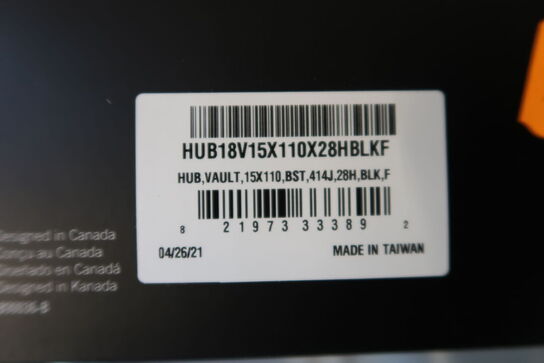 HUB18V15X110X28HBLKF
HUB,VAULT,15X110,BST,414J,28H,BLK,F
8 21973 33389 2
04/26/21 MADE IN TAIWAN
Designed in Canada
Conçu au Canada
Diseñado en Canadá
Designed in Kanada